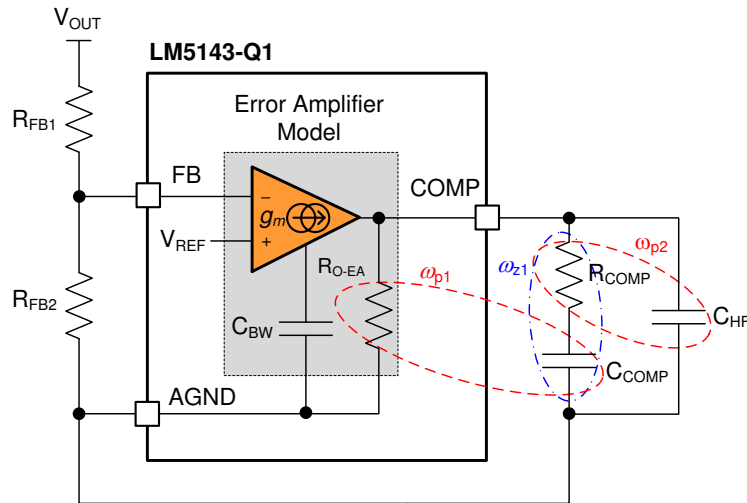 VOUT
LM5143-Q1
Error Amplifier
Model
RFB1
FB
COMP
–
gm
VREF
+
RO-EA
ωp1
ωz1
ωp2
RCOMP
RFB2
CBW
CHF
CCOMP
AGND